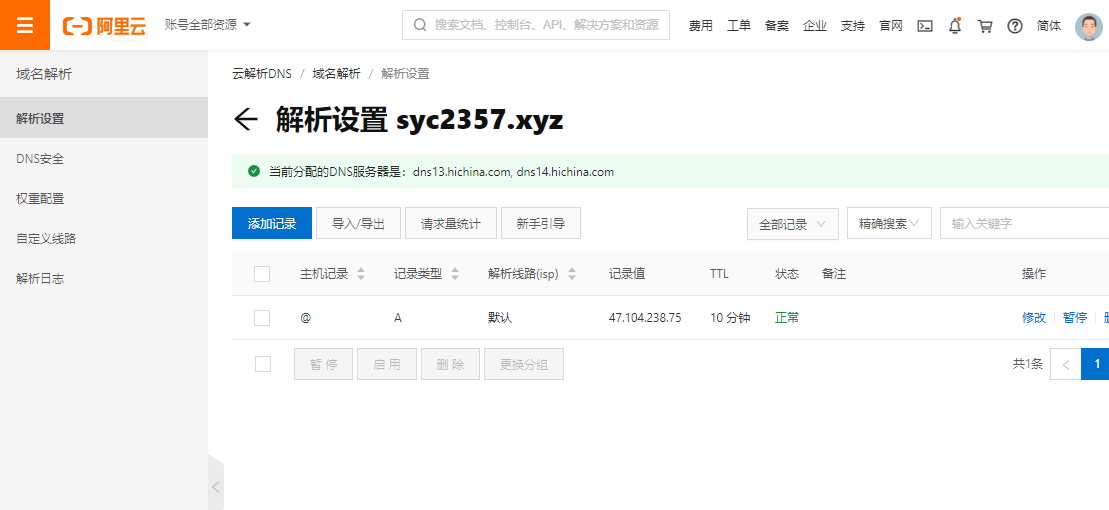 阿里云 账号全部资源 搜索文档、控制台、API、解决方案和资源 费用 工单 备案 企业 支持 官网 简体
域名解析
解析设置
DNS安全
权重配置
自定义线路
解析日志
云解析DNS / 域名解析 / 解析设置
解析设置 syc2357.xyz
当前分配的DNS服务器是: dns13.hichina.com, dns14.hichina.com
添加记录 导入/导出 请求量统计 新手引导 全部记录 精确搜索 输入关键字
主机记录 记录类型 解析线路(isp) 记录值 TTL 状态 备注 操作
@ A 默认 47.104.238.75 10 分钟 正常 修改 暂停
暂 停 启 用 删 除 更换分组 共1条 < 1